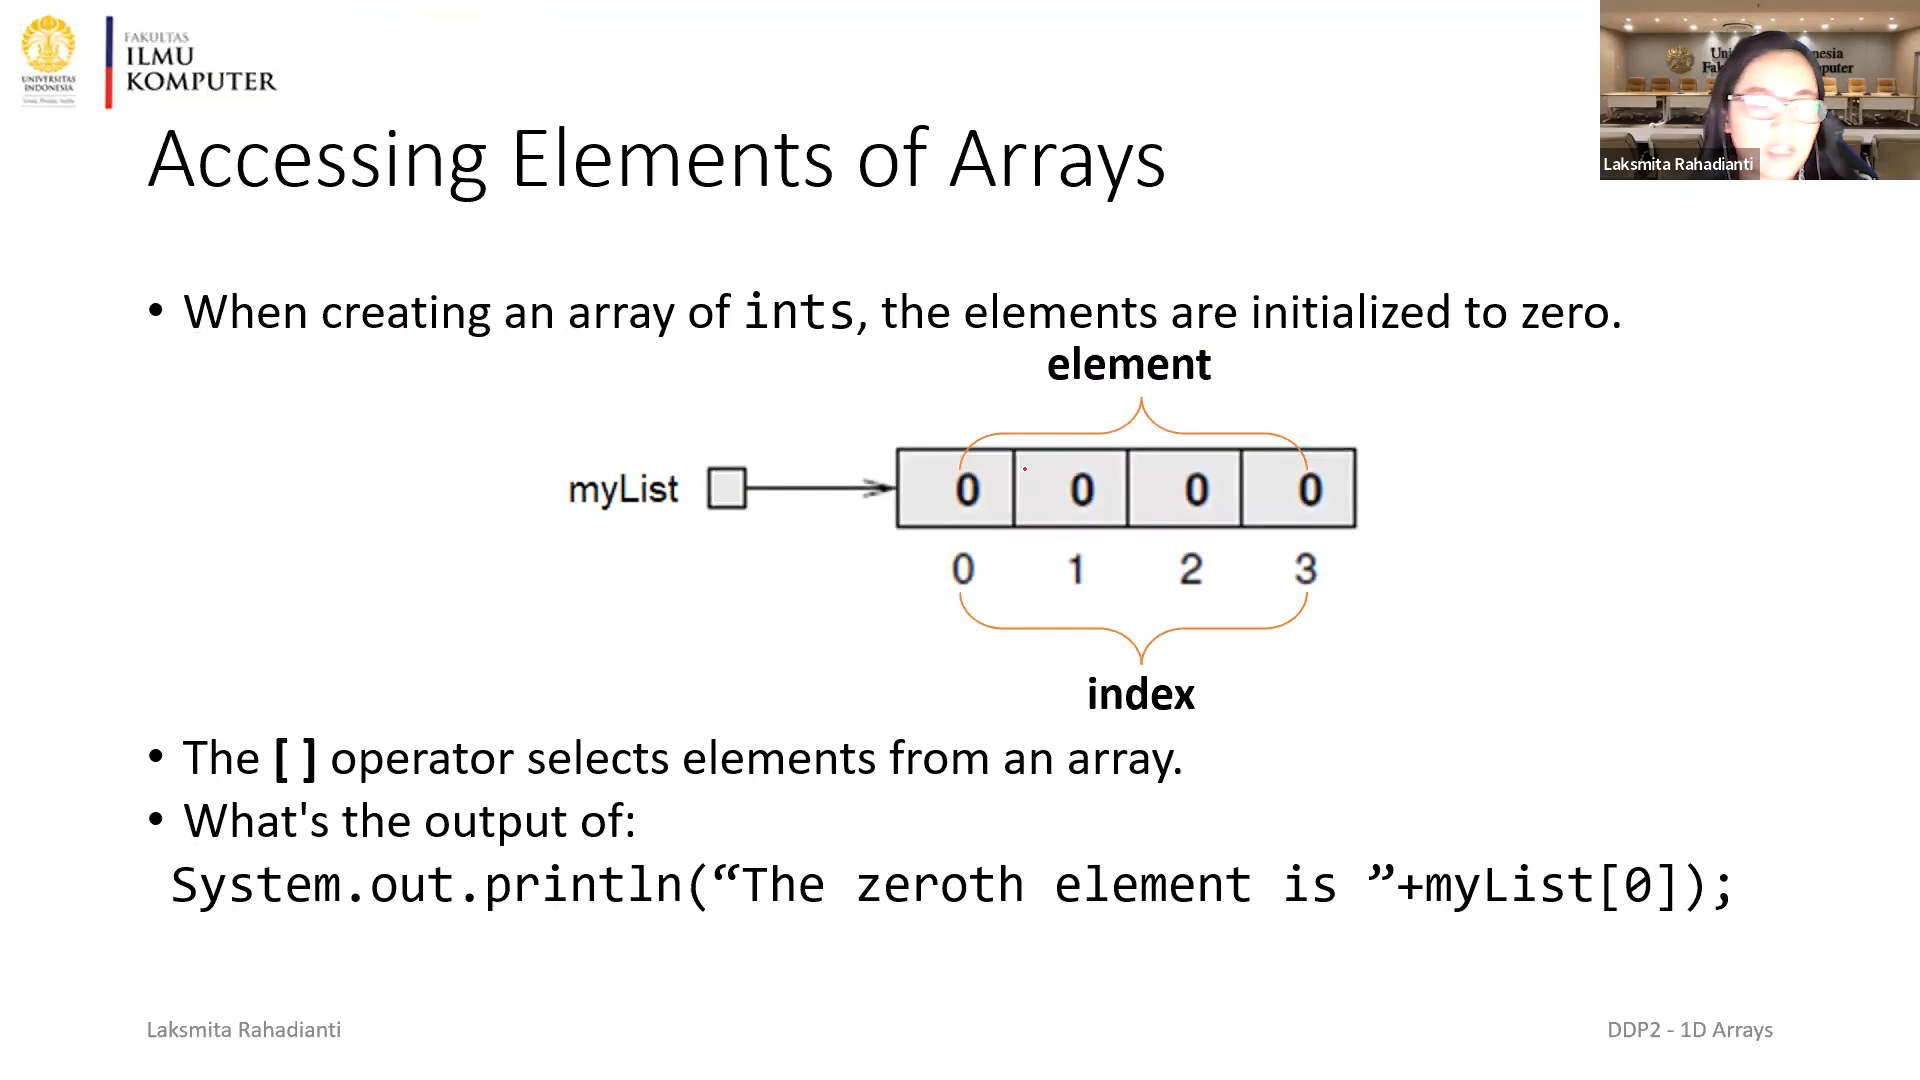 UNIVERSITAS
INDONESIA
FAKULTAS
ILMU
KOMPUTER
Laksmita Rahadianti
Accessing Elements of Arrays
• When creating an array of ints, the elements are initialized to zero.
element
myList
0 0 0 0
0 1 2 3
index
• The [ ] operator selects elements from an array.
• What's the output of:
System.out.println(“The zeroth element is ”+myList[0]);
Laksmita Rahadianti
DDP2 - 1D Arrays